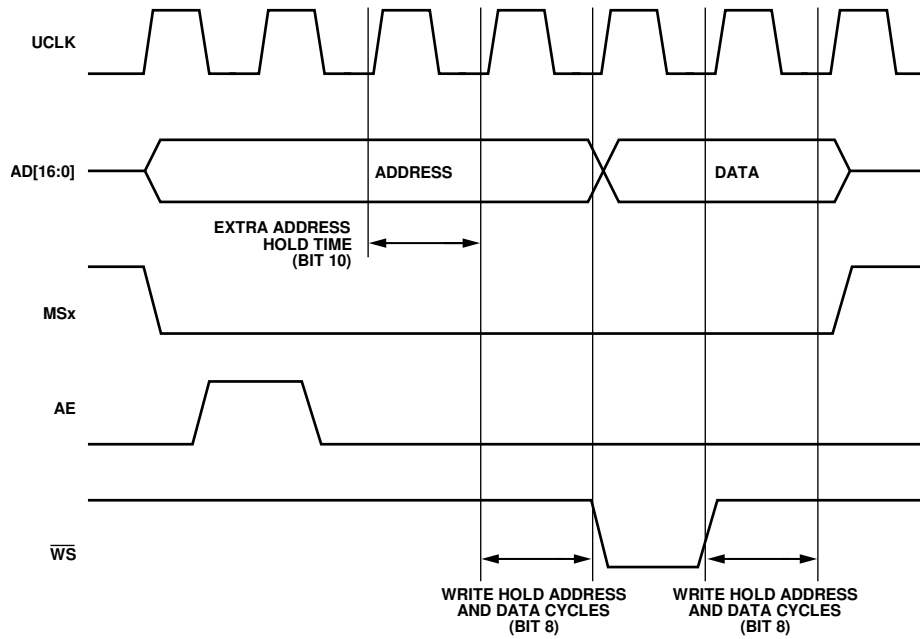 UCLK
AD[16:0]
ADDRESS
DATA
EXTRA ADDRESS
HOLD TIME
(BIT 10)
MSx
AE
WS
WRITE HOLD ADDRESS
AND DATA CYCLES
(BIT 8)
WRITE HOLD ADDRESS
AND DATA CYCLES
(BIT 8)